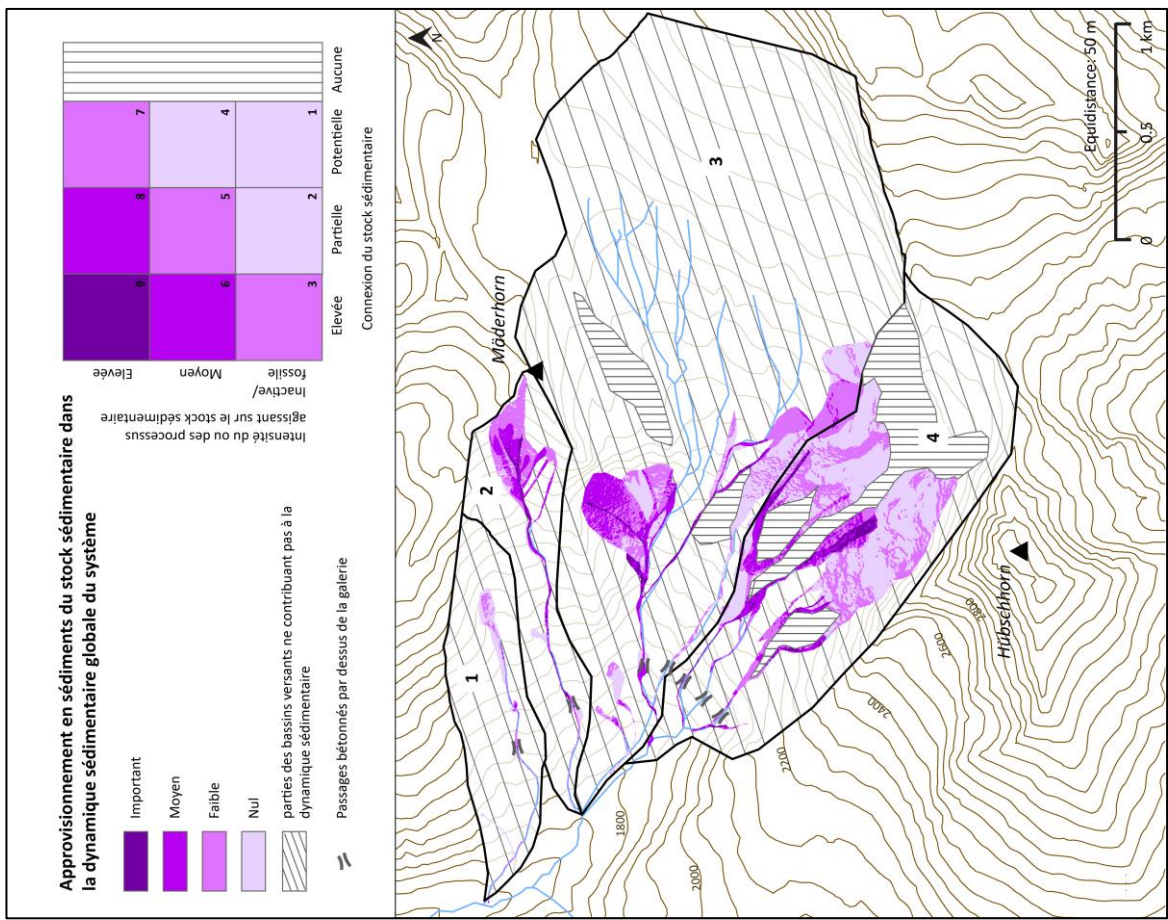 Approvisionnement en sédiments du stock sédimentaire dans
la dynamique sédimentaire globale du système
Important
Moyen
Faible
Nul
parties des bassins versants ne contribuant pas à la
dynamique sédimentaire
Passages bétonnés par dessus de la galerie
Intensité du ou des processus
agissant sur le stock sédimentaire
Elevée
Moyen
Inactive/
fossile
9
8
7
6
5
4
3
2
1
Elevée
Partielle
Potentielle
Aucune
Connexion du stock sédimentaire
N
Mäderhorn
Hübschhorn
1
2
3
4
1800
2000
2200
2400
2600
2800
Equidistance: 50 m
0
0.5
1 km